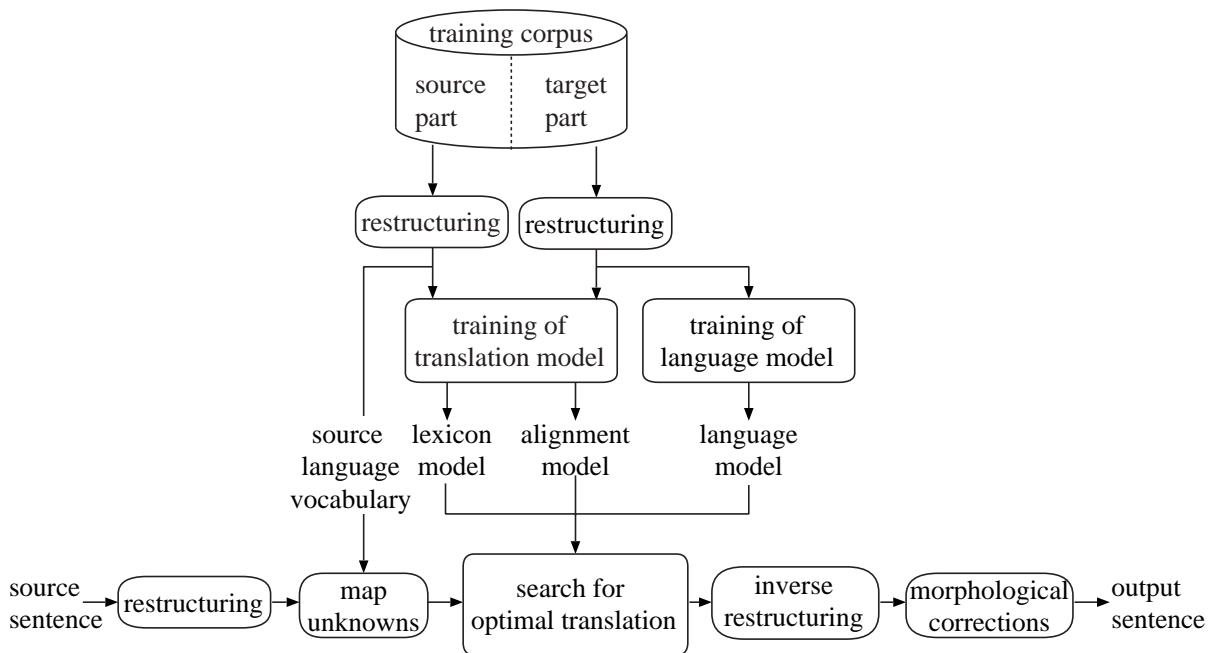 training corpus
source
part
target
part
restructuring
restructuring
training of
translation model
training of
language model
source
language
vocabulary
lexicon
model
alignment
model
language
model
source
sentence
restructuring
map
unknowns
search for
optimal translation
inverse
restructuring
morphological
corrections
output
sentence